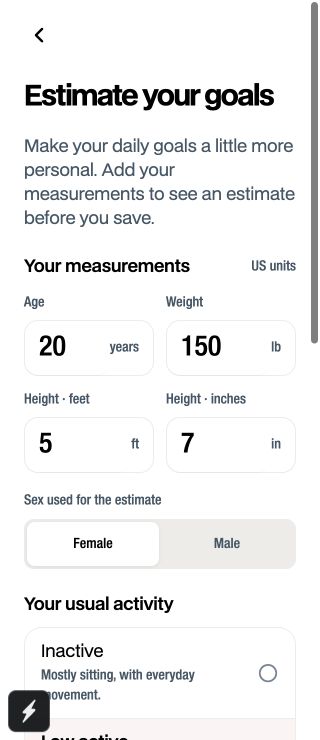 Estimate your goals
Make your daily goals a little more
personal. Add your
measurements to see an estimate
before you save.
Your measurements US units
Age Weight
20 years 150 lb
Height · feet Height · inches
5 ft 7 in
Sex used for the estimate
Female Male
Your usual activity
Inactive
Mostly sitting, with everyday
movement.
Low active